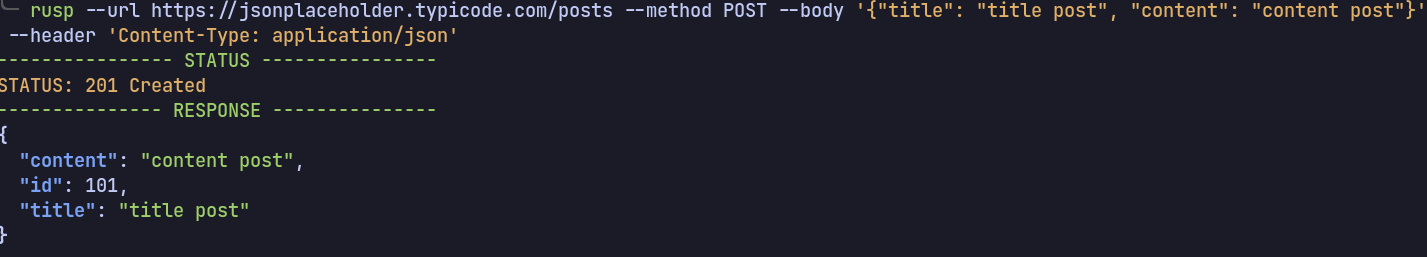 rusp --url https://jsonplaceholder.typicode.com/posts --method POST --body '{"title": "title post", "content": "content post"}'
--header 'Content-Type: application/json'
---------------- STATUS ----------------
STATUS: 201 Created
--------------- RESPONSE ---------------
{
  "content": "content post",
  "id": 101,
  "title": "title post"
}